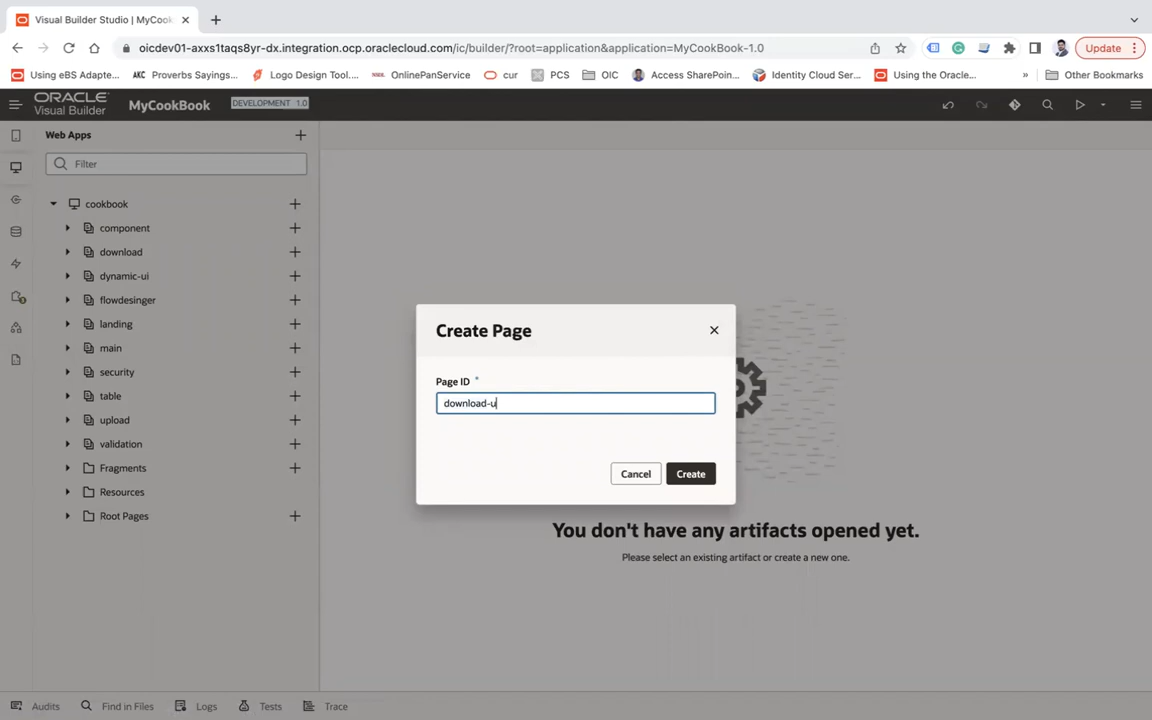 Visual Builder Studio | MyCook
oicdev01-axxs1taqs8yr-dx.integration.ocp.oraclecloud.com/ic/builder/?root=application&application=MyCookBook-1.0
Update
Using eBS Adapte...
AKC
Proverbs Sayings...
Logo Design Tool....
OnlinePanService
cur
PCS
OIC
Access SharePoin...
Identity Cloud Ser...
Using the Oracle...
»
Other Bookmarks
ORACLE
Visual Builder
MyCookBook
DEVELOPMENT 1.0
Web Apps
Filter
cookbook
component
download
dynamic-ui
flowdesinger
landing
main
security
table
upload
validation
Fragments
Resources
Root Pages
Create Page
Page ID *
download-u
Cancel
Create
You don't have any artifacts opened yet.
Please select an existing artifact or create a new one.
Audits
Find in Files
Logs
Tests
Trace